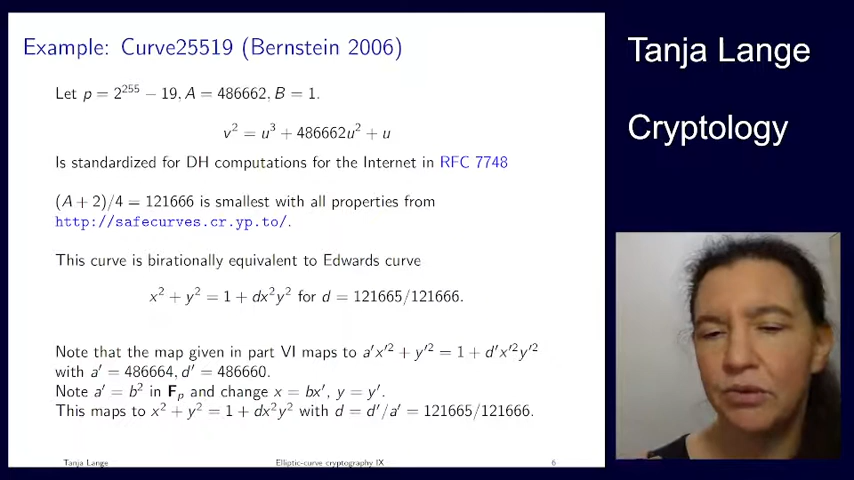 Example: Curve25519 (Bernstein 2006)
Let p = 2^255 − 19, A = 486662, B = 1.
v^2 = u^3 + 486662u^2 + u
Is standardized for DH computations for the Internet in RFC 7748
(A + 2)/4 = 121666 is smallest with all properties from
http://safecurves.cr.yp.to/.
This curve is birationally equivalent to Edwards curve
x^2 + y^2 = 1 + dx^2y^2 for d = 121665/121666.
Note that the map given in part VI maps to a′x′^2 + y′^2 = 1 + d′x′^2y′^2
with a′ = 486664, d′ = 486660.
Note a′ = b^2 in F_p and change x = bx′, y = y′.
This maps to x^2 + y^2 = 1 + dx^2y^2 with d = d′/a′ = 121665/121666.
Tanja Lange
Elliptic-curve cryptography IX
6
Tanja Lange
Cryptology